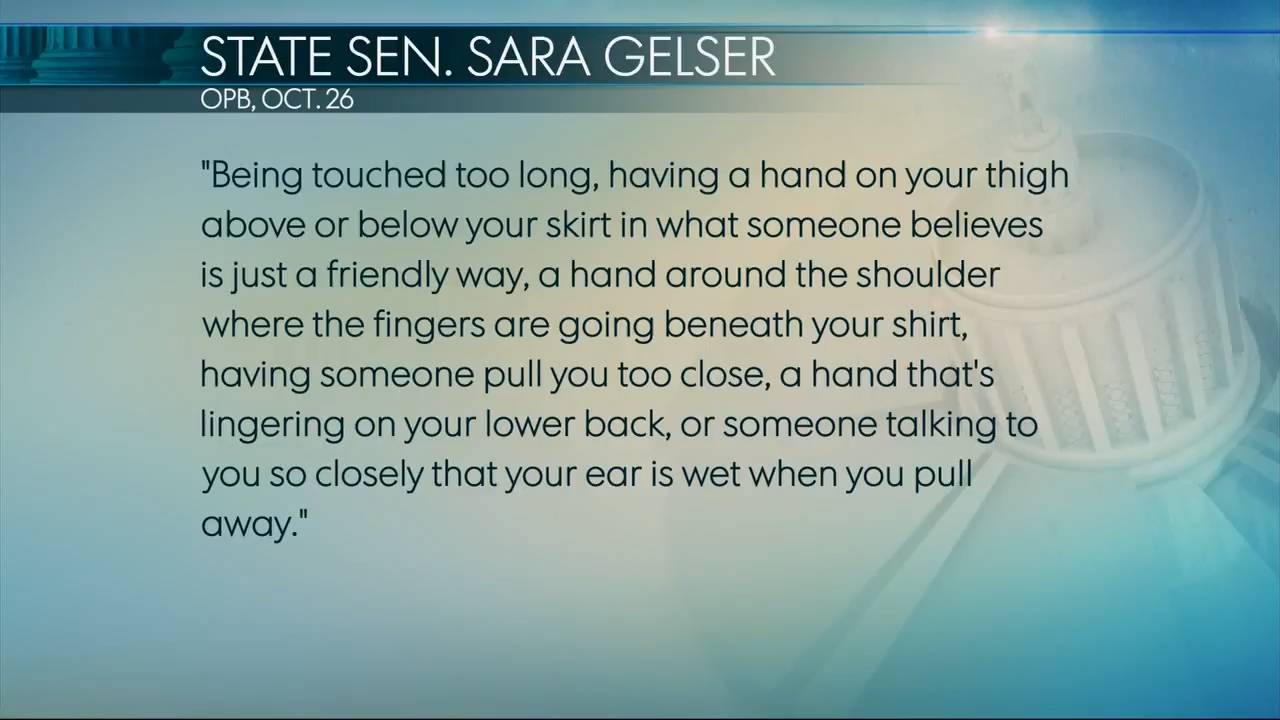 STATE SEN. SARA GELSER
OPB, OCT. 26
"Being touched too long, having a hand on your thigh
above or below your skirt in what someone believes
is just a friendly way, a hand around the shoulder
where the fingers are going beneath your shirt,
having someone pull you too close, a hand that's
lingering on your lower back, or someone talking to
you so closely that your ear is wet when you pull
away."